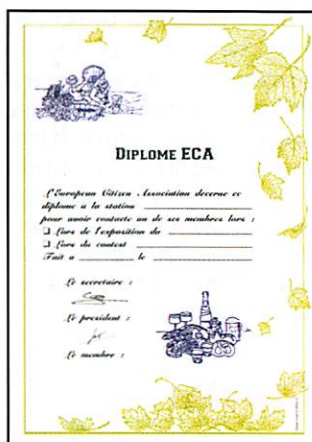 DIPLOME ECA
L'European Citizen Association decerne ce
diplome a la station
pour avoir contacte un de ses membres lors :
❏ Lors de l'exposition du
❏ Lors du contest
Fait a le
Le secretaire :
Le president :
Le membre :